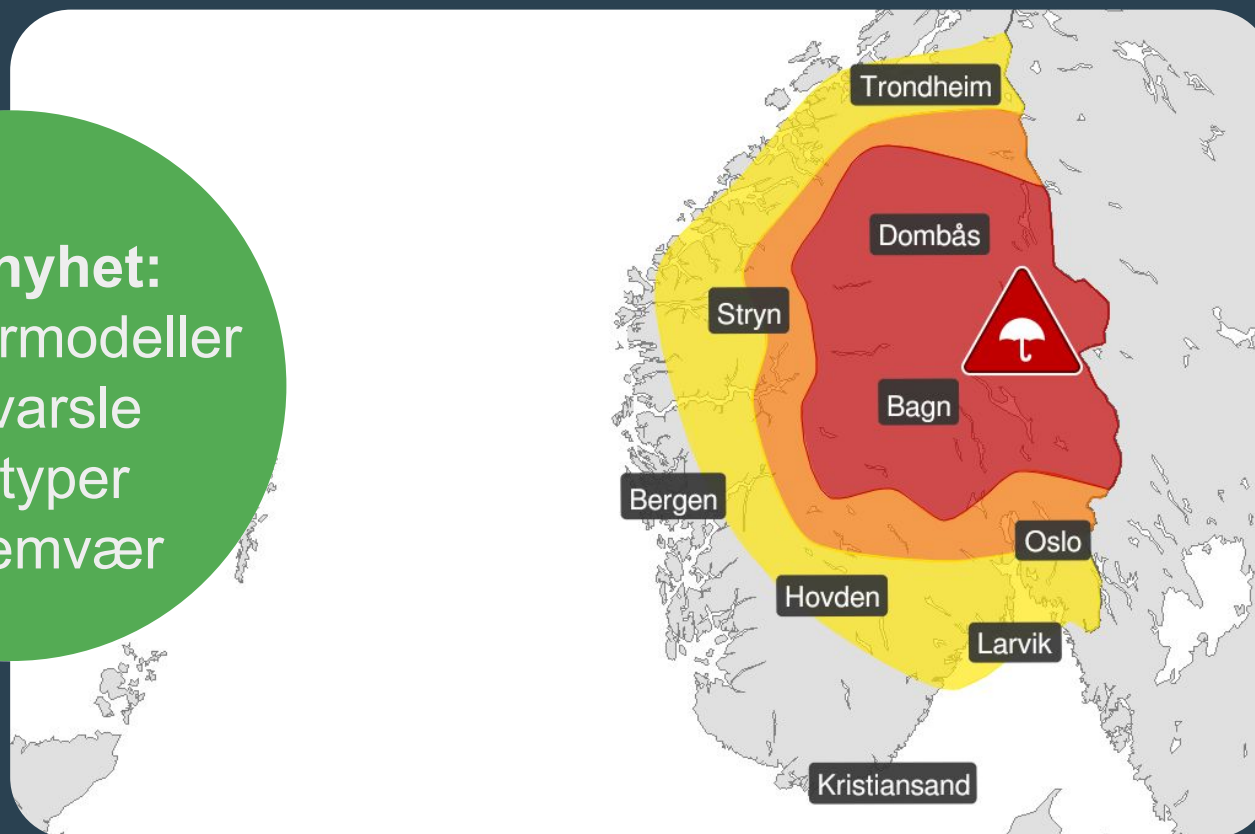 nyhet:
rmodeller
varsle
typer
emvær
Trondheim
Dombås
Stryn
Bagn
Bergen
Oslo
Hovden
Larvik
Kristiansand